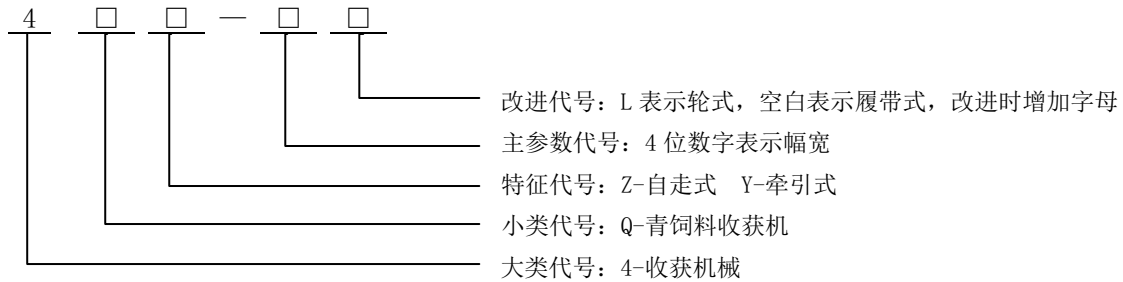 4 □ □ — □ □
改进代号：L 表示轮式，空白表示履带式，改进时增加字母
主参数代号：4 位数字表示幅宽
特征代号：Z-自走式 Y-牵引式
小类代号：Q-青饲料收获机
大类代号：4-收获机械